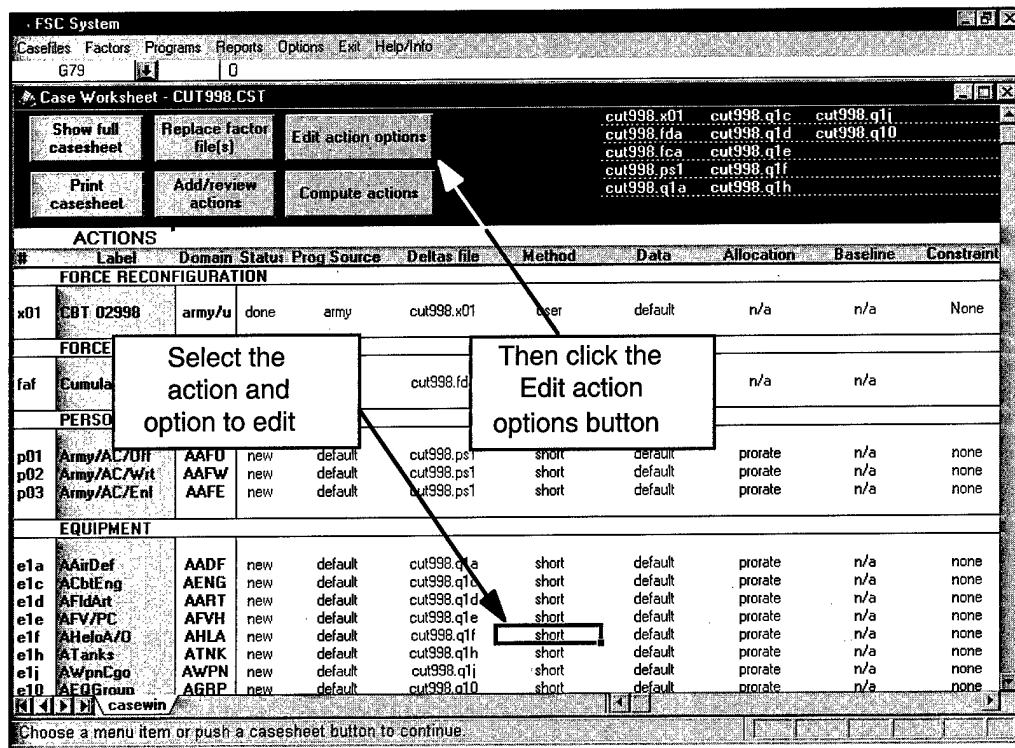 FSC System
Casefiles Factors Programs Reports Options Exit Help/Info
G79 0
Case Worksheet - CUT998.CST
Show full casesheet
Replace factor file(s)
Edit action options
Print casesheet
Add/review actions
Compute actions
cut998.x01 cut998.q1c cut998.q1j
cut998.fda cut998.q1d cut998.q10
cut998.fca cut998.q1e
cut998.ps1 cut998.q1f
cut998.q1a cut998.q1h
ACTIONS
# Label Domain Status Prog Source Deltas file Method Data Allocation Baseline Constraint
FORCE RECONFIGURATION
x01 CBT 02998 army/u done army cut998.x01 user default n/a n/a None
FORCE
Select the action and option to edit
Then click the Edit action options button
faf Cumula cut998.fd n/a n/a
PERSO
p01 Army/AC/Off AAFO new default cut998.ps1 short default prorate n/a none
p02 Army/AC/Wrt AAFW new default cut998.ps1 short default prorate n/a none
p03 Army/AC/Enl AAFE new default cut998.ps1 short default prorate n/a none
EQUIPMENT
e1a AAirDef AADF new default cut998.q1a short default prorate n/a none
e1c ACbtEng AENG new default cut998.q1c short default prorate n/a none
e1d AFldArt AART new default cut998.q1d short default prorate n/a none
e1e AFV/PC AFVH new default cut998.q1e short default prorate n/a none
e1f AHeloA/O AHLA new default cut998.q1f short default prorate n/a none
e1h ATanks ATNK new default cut998.q1h short default prorate n/a none
e1j AWpnCgo AWPN new default cut998.q1j short default prorate n/a none
e10 AEQGroup AGRP new default cut998.q10 short default prorate n/a none
casewin
Choose a menu item or push a casesheet button to continue.